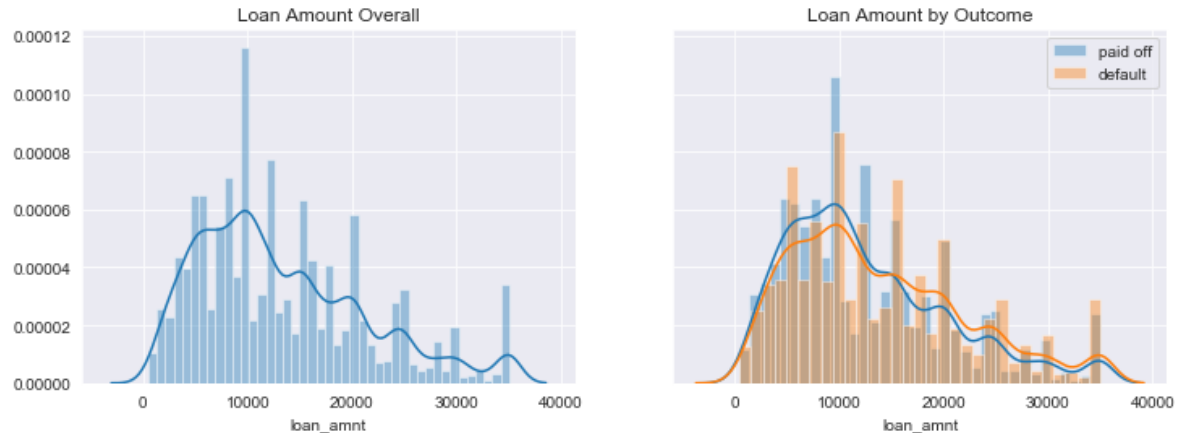 Loan Amount Overall
0.00012
0.00010
0.00008
0.00006
0.00004
0.00002
0.00000
0 10000 20000 30000 40000
loan_amnt
Loan Amount by Outcome
paid off
default
0 10000 20000 30000 40000
loan_amnt